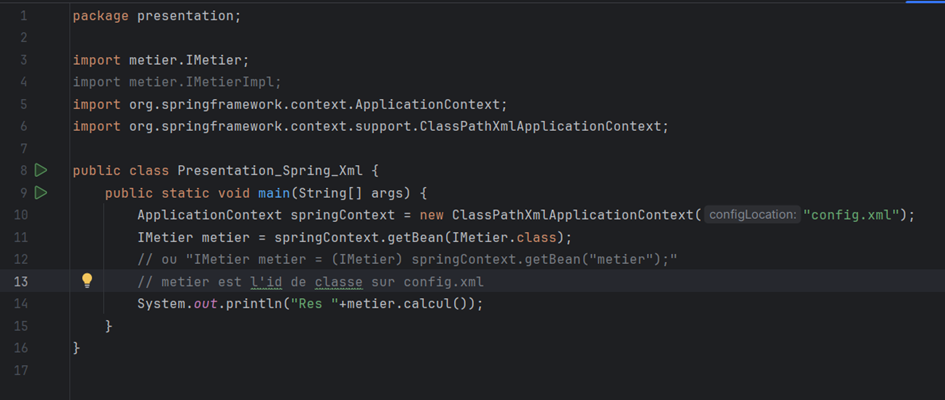 1 package presentation;
2
3 import metier.IMetier;
4 import metier.IMetierImpl;
5 import org.springframework.context.ApplicationContext;
6 import org.springframework.context.support.ClassPathXmlApplicationContext;
7
8 public class Presentation_Spring_Xml {
9 public static void main(String[] args) {
10 ApplicationContext springContext = new ClassPathXmlApplicationContext( configLocation: "config.xml");
11 IMetier metier = springContext.getBean(IMetier.class);
12 // ou "IMetier metier = (IMetier) springContext.getBean("metier");"
13 // metier est l'id de classe sur config.xml
14 System.out.println("Res "+metier.calcul());
15 }
16 }
17